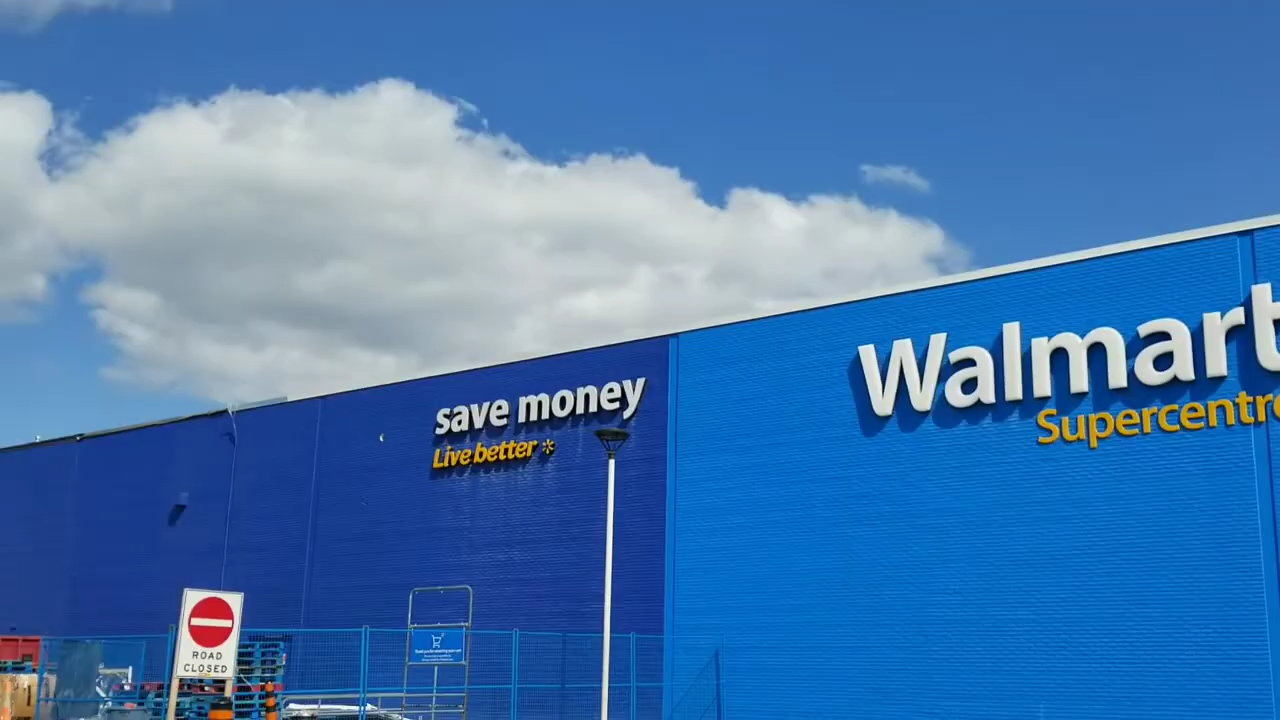 save money
Live better
Walmart
Supercentre
ROAD
CLOSED